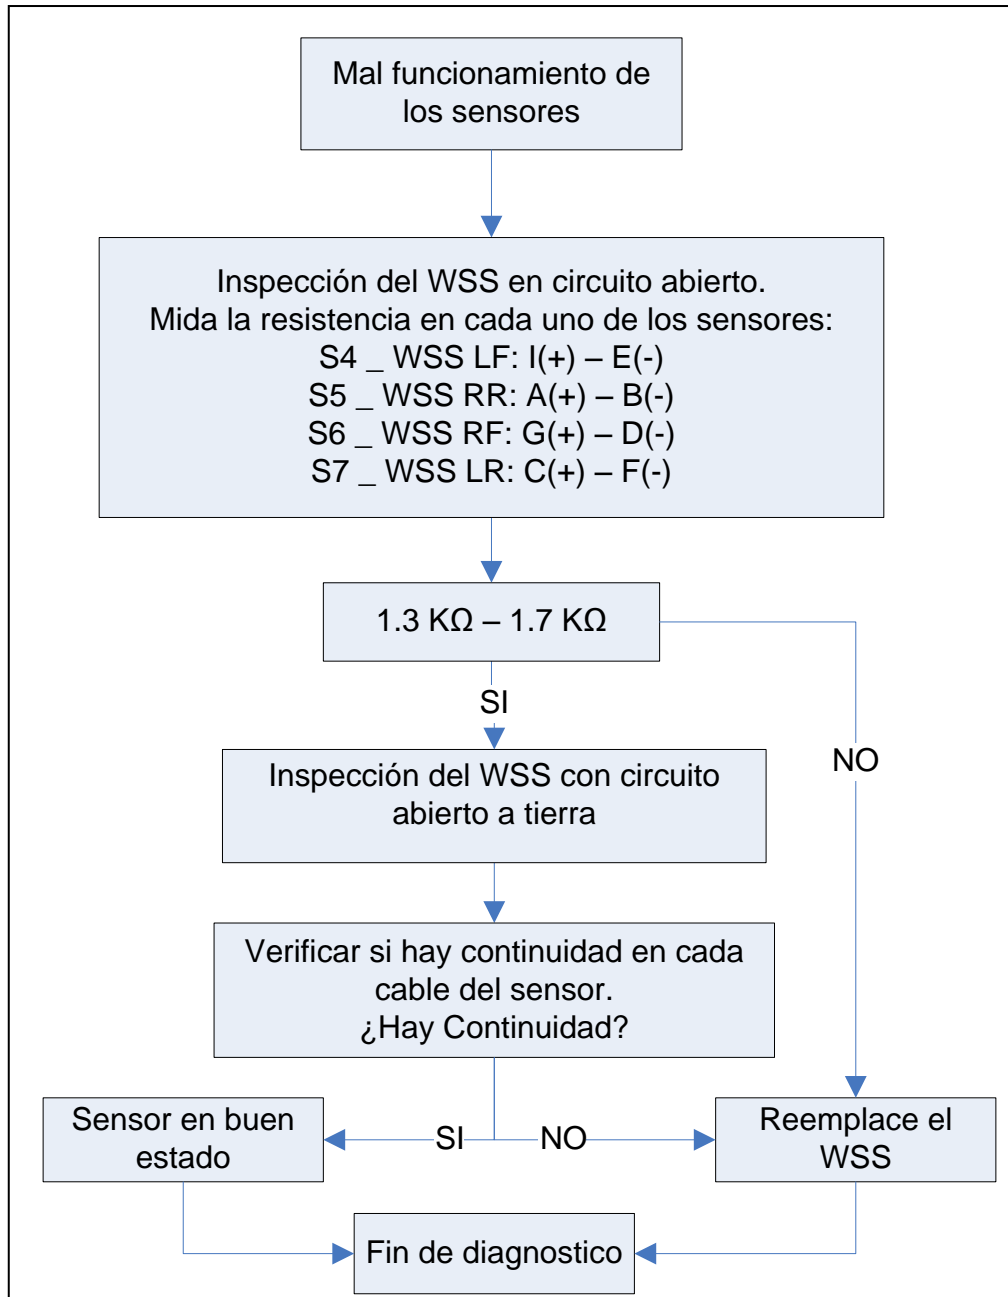 Mal funcionamiento de
los sensores
Inspección del WSS en circuito abierto.
Mida la resistencia en cada uno de los sensores:
S4 _ WSS LF: I(+) – E(-)
S5 _ WSS RR: A(+) – B(-)
S6 _ WSS RF: G(+) – D(-)
S7 _ WSS LR: C(+) – F(-)
1.3 KΩ – 1.7 KΩ
SI
NO
Inspección del WSS con circuito
abierto a tierra
Verificar si hay continuidad en cada
cable del sensor.
¿Hay Continuidad?
Sensor en buen
estado
SI
NO
Reemplace el
WSS
Fin de diagnostico